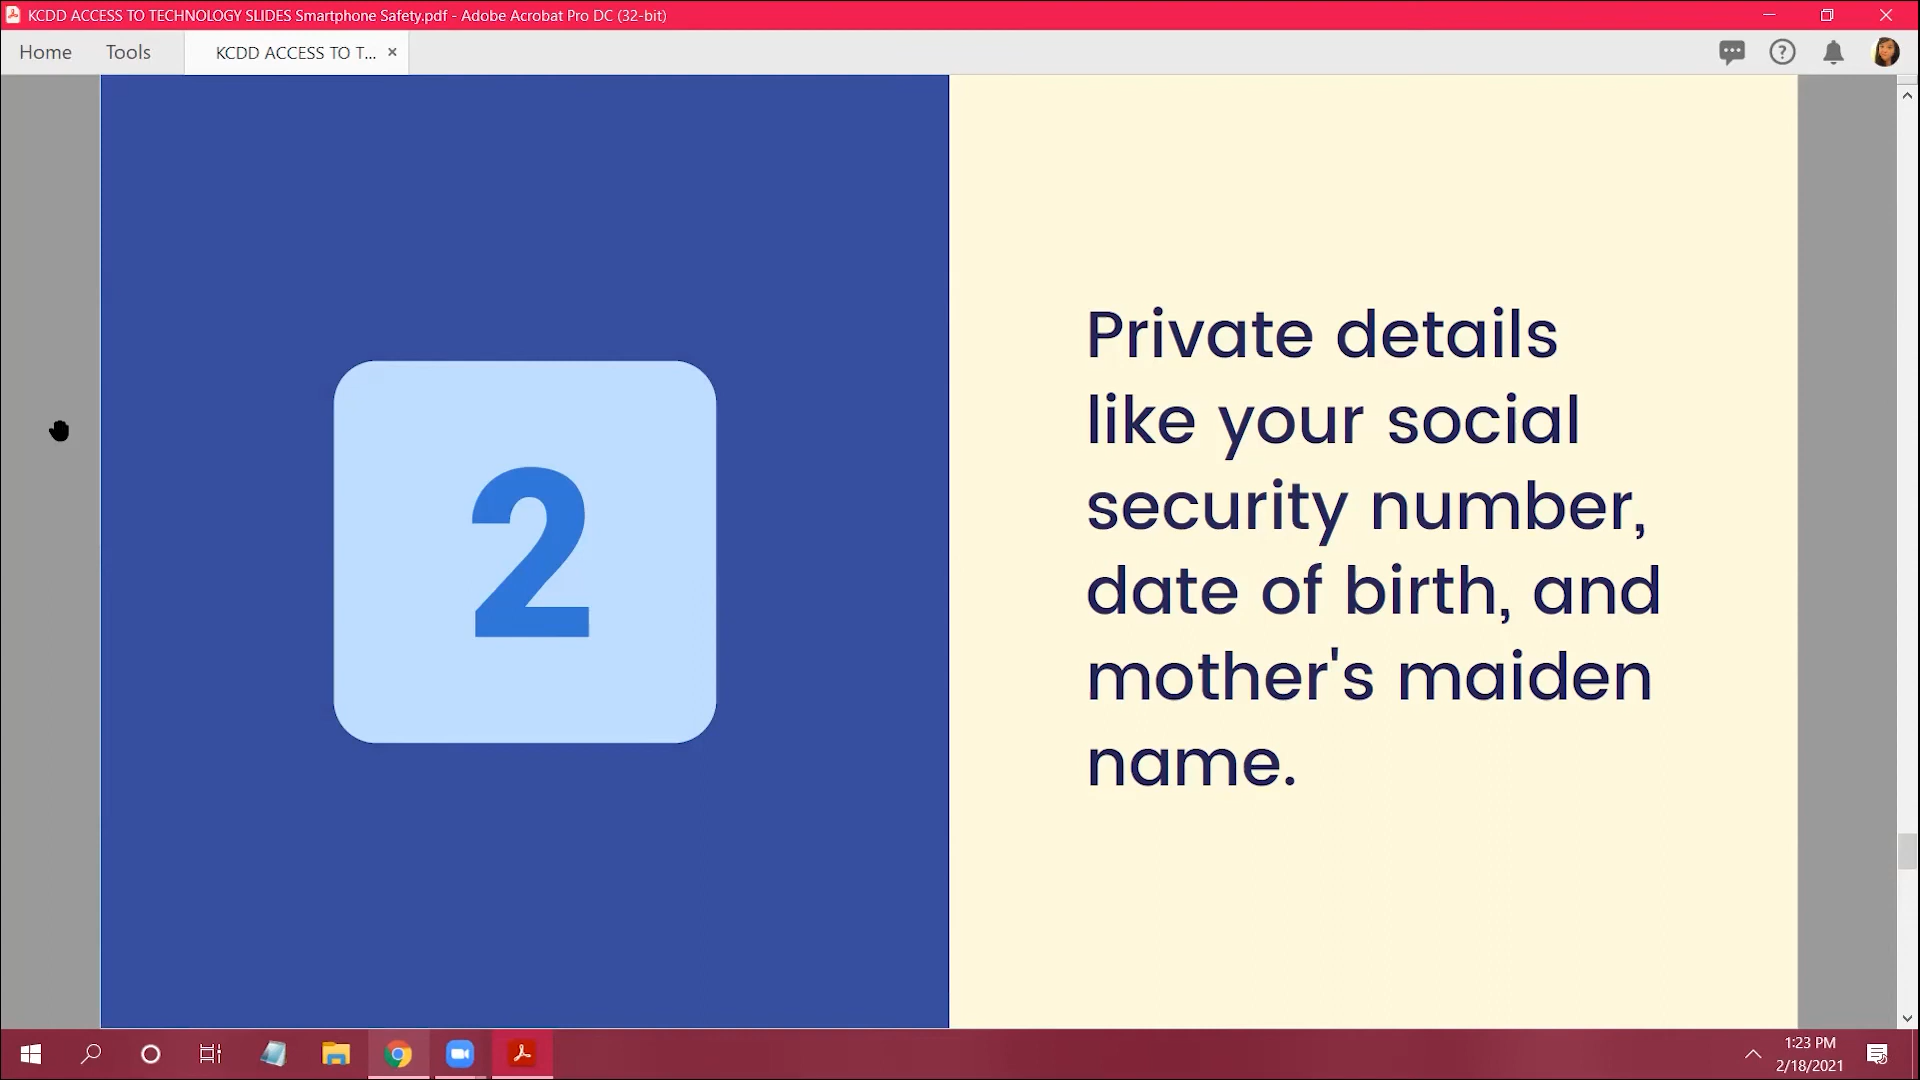 KCDD ACCESS TO TECHNOLOGY SLIDES Smartphone Safety.pdf - Adobe Acrobat Pro DC (32-bit)
Home Tools KCDD ACCESS TO T... ×
2
Private details
like your social
security number,
date of birth, and
mother's maiden
name.
1:23 PM
2/18/2021